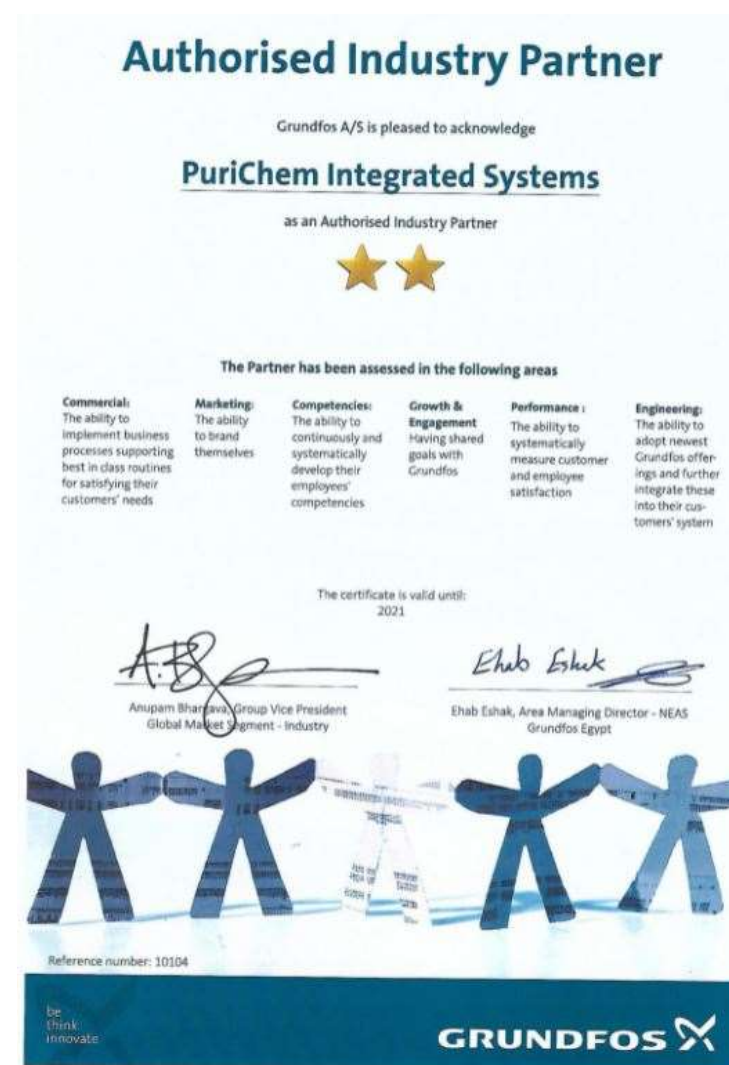 Authorised Industry Partner
Grundfos A/S is pleased to acknowledge
PuriChem Integrated Systems
as an Authorised Industry Partner
The Partner has been assessed in the following areas
Commercial:
The ability to
implement business
processes supporting
best in class routines
for satisfying their
customers' needs
Marketing:
The ability
to brand
themselves
Competencies:
The ability to
continuously and
systematically
develop their
employees'
competencies
Growth &
Engagement
Having shared
goals with
Grundfos
Performance :
The ability to
systematically
measure customer
and employee
satisfaction
Engineering:
The ability to
adopt newest
Grundfos offer-
ings and further
integrate these
into their cus-
tomers' system
The certificate is valid until:
2021
Ehab Eshak
Anupam Bhargava, Group Vice President
Global Market Segment - Industry
Ehab Eshak, Area Managing Director - NEAS
Grundfos Egypt
Reference number: 10104
be
think
innovate
GRUNDFOS